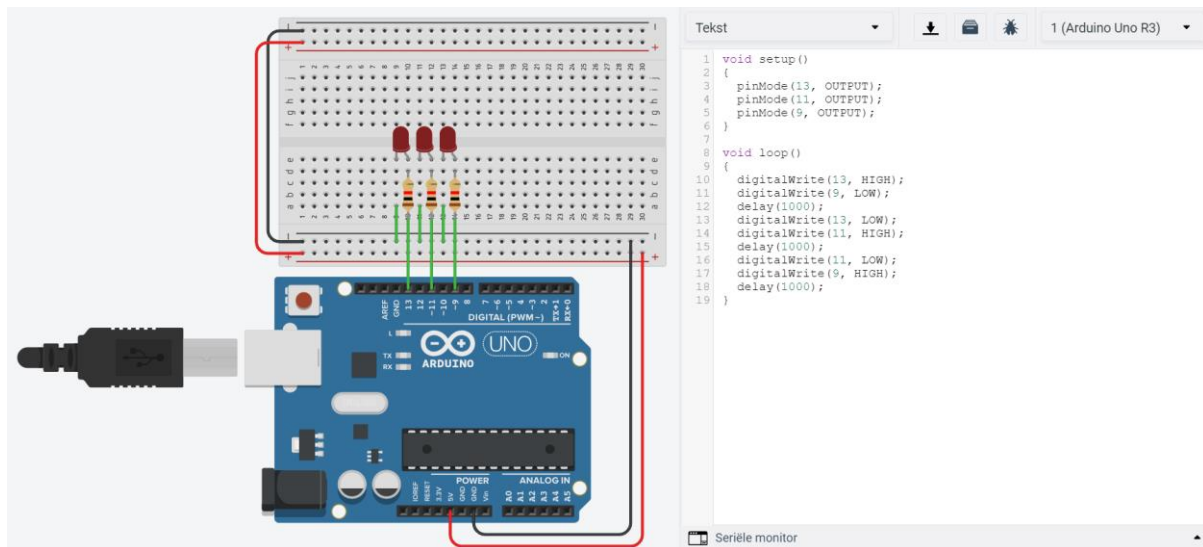 Tekst
1 (Arduino Uno R3)
1 void setup()
2 {
3 pinMode(13, OUTPUT);
4 pinMode(11, OUTPUT);
5 pinMode(9, OUTPUT);
6 }
7
8 void loop()
9 {
10 digitalWrite(13, HIGH);
11 digitalWrite(9, LOW);
12 delay(1000);
13 digitalWrite(13, LOW);
14 digitalWrite(11, HIGH);
15 delay(1000);
16 digitalWrite(11, LOW);
17 digitalWrite(9, HIGH);
18 delay(1000);
19 }
Seriële monitor
AREF
GND
13
12
~11
~10
~9
8
7
~6
~5
4
~3
2
TX→1
RX←0
DIGITAL (PWM~)
L
TX
RX
UNO
ARDUINO
ON
POWER
ANALOG IN
IOREF
RESET
3.3V
5V
GND
GND
Vin
A0
A1
A2
A3
A4
A5